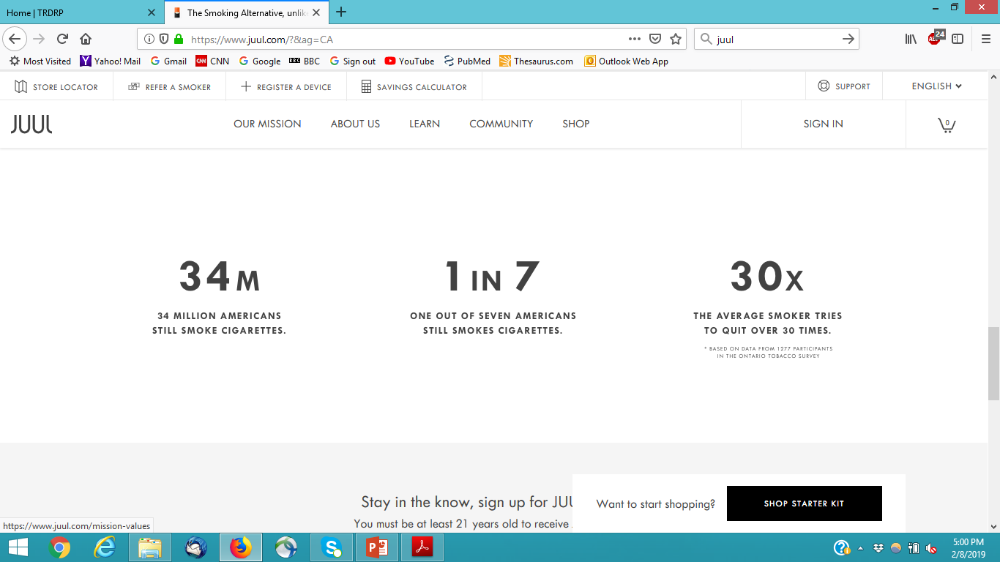 Home | TRDRP
The Smoking Alternative, unlik
https://www.juul.com/?&ag=CA
juul
24
Most Visited
Yahoo! Mail
Gmail
CNN
Google
BBC
Sign out
YouTube
PubMed
Thesaurus.com
Outlook Web App
STORE LOCATOR
REFER A SMOKER
REGISTER A DEVICE
SAVINGS CALCULATOR
SUPPORT
ENGLISH
JUUL
OUR MISSION
ABOUT US
LEARN
COMMUNITY
SHOP
SIGN IN
0
34M
34 MILLION AMERICANS
STILL SMOKE CIGARETTES.
1 IN 7
ONE OUT OF SEVEN AMERICANS
STILL SMOKES CIGARETTES.
30X
THE AVERAGE SMOKER TRIES
TO QUIT OVER 30 TIMES.
* BASED ON DATA FROM 1277 PARTICIPANTS
IN THE ONTARIO TOBACCO SURVEY
Stay in the know, sign up for JUU
You must be at least 21 years old to receive
Want to start shopping?
SHOP STARTER KIT
https://www.juul.com/mission-values
5:00 PM
2/8/2019